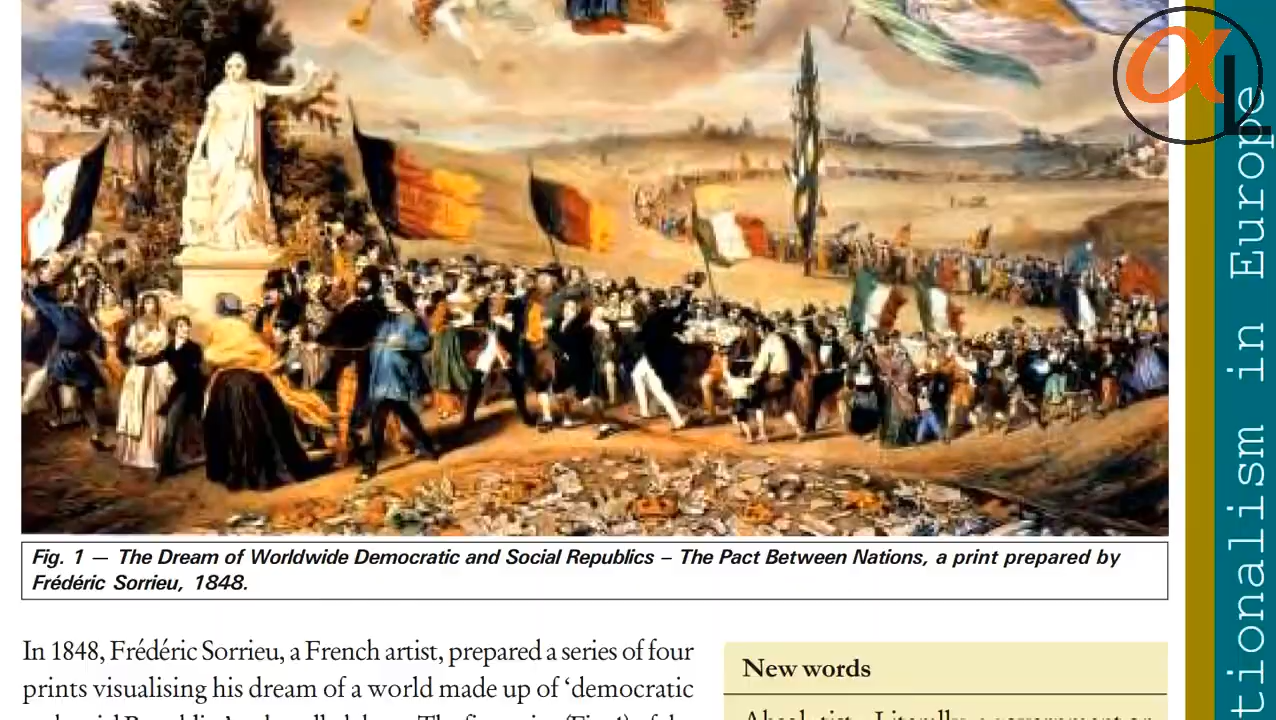 αL
tionalism in Europe
Fig. 1 — The Dream of Worldwide Democratic and Social Republics – The Pact Between Nations, a print prepared by
Frédéric Sorrieu, 1848.
In 1848, Frédéric Sorrieu, a French artist, prepared a series of four
prints visualising his dream of a world made up of ‘democratic
New words